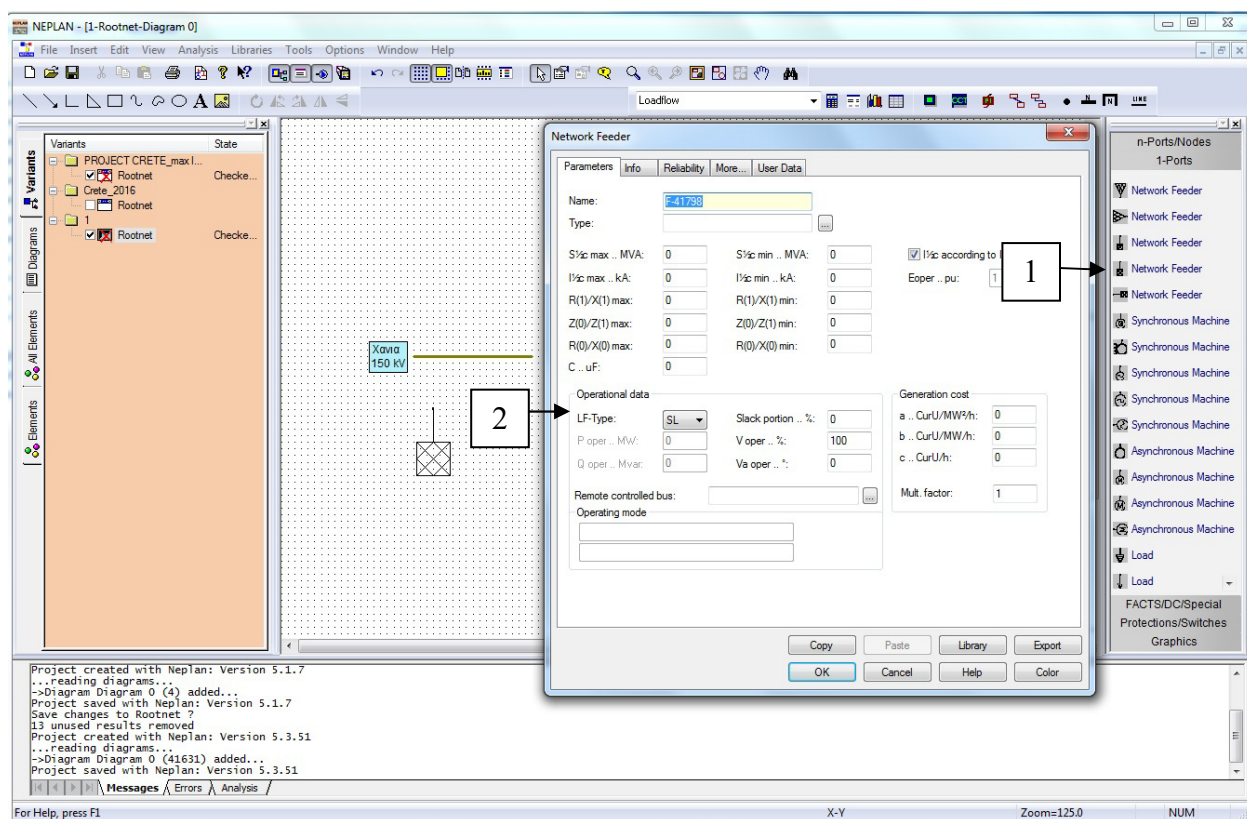 NEPLAN - [1-Rootnet-Diagram 0]
File Insert Edit View Analysis Libraries Tools Options Window Help
Loadflow
Variants
Diagrams
All Elements
Elements
Variants State
PROJECT CRETE_max l...
Rootnet Checke...
Crete_2016
Rootnet
1
Rootnet Checke...
Χανια
150 kV
Network Feeder
Parameters Info Reliability More... User Data
Name: F-41798
Type: ...
S½c max .. MVA: 0 S½c min .. MVA: 0 I½c according to I
I½c max .. kA: 0 I½c min .. kA: 0 Eoper .. pu: 1
R(1)/X(1) max: 0 R(1)/X(1) min: 0
Z(0)/Z(1) max: 0 Z(0)/Z(1) min: 0
R(0)/X(0) max: 0 R(0)/X(0) min: 0
C .. uF: 0
Operational data
LF-Type: SL Slack portion .. %: 0
P oper .. MW: 0 V oper .. %: 100
Q oper .. Mvar: 0 Va oper .. °: 0
Remote controlled bus: ...
Operating mode
Generation cost
a .. CurU/MW²/h: 0
b .. CurU/MW/h: 0
c .. CurU/h: 0
Mult. factor: 1
Copy Paste Library Export
OK Cancel Help Color
1
2
n-Ports/Nodes
1-Ports
Network Feeder
Network Feeder
Network Feeder
Network Feeder
Network Feeder
Synchronous Machine
Synchronous Machine
Synchronous Machine
Synchronous Machine
Synchronous Machine
Asynchronous Machine
Asynchronous Machine
Asynchronous Machine
Asynchronous Machine
Load
Load
FACTS/DC/Special
Protections/Switches
Graphics
Project created with Neplan: Version 5.1.7
...reading diagrams...
->Diagram Diagram 0 (4) added...
Project saved with Neplan: Version 5.1.7
Save changes to Rootnet ?
13 unused results removed
Project created with Neplan: Version 5.3.51
...reading diagrams...
->Diagram Diagram 0 (41631) added...
Project saved with Neplan: Version 5.3.51
Messages Errors Analysis
For Help, press F1 X-Y Zoom=125.0 NUM